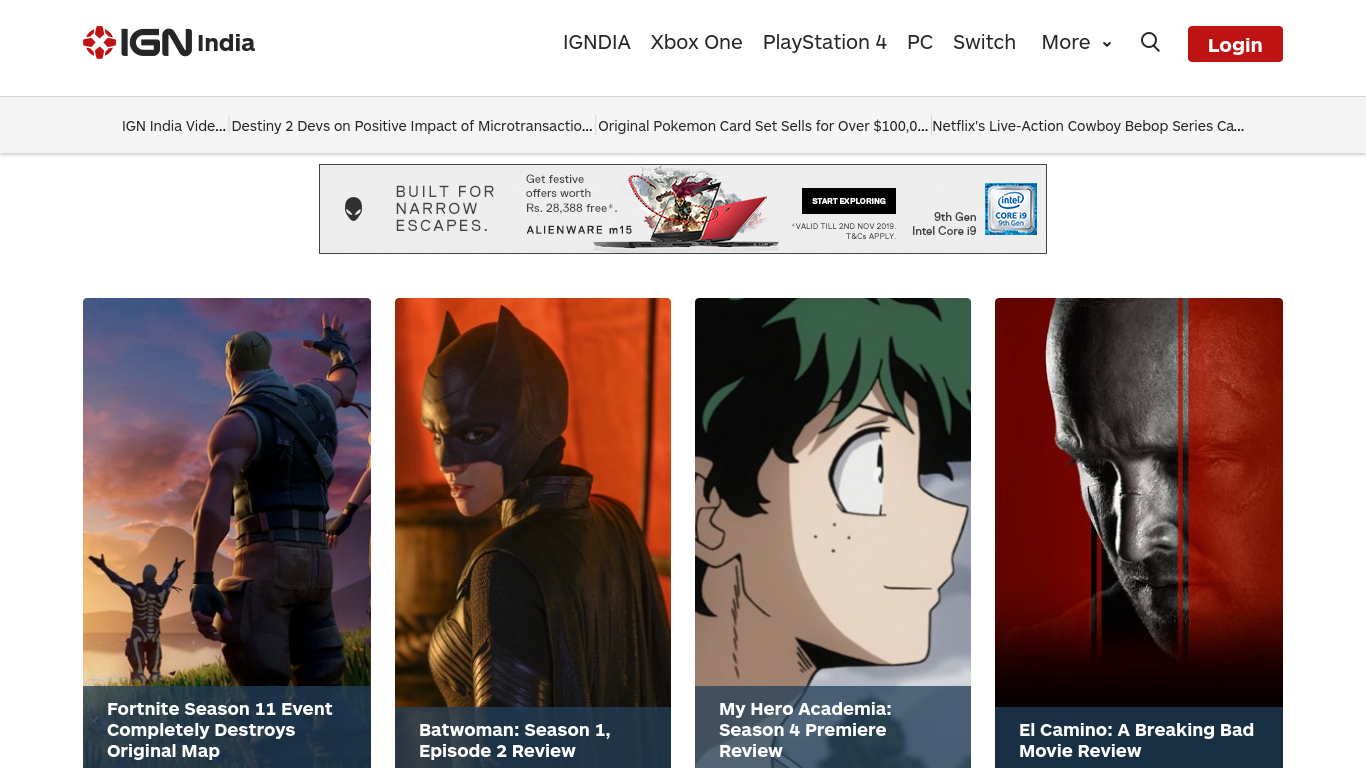 IGN India
IGNDIA Xbox One PlayStation 4 PC Switch More Login
IGN India Vide... Destiny 2 Devs on Positive Impact of Microtransactio... Original Pokemon Card Set Sells for Over $100,0... Netflix's Live-Action Cowboy Bebop Series Ca...
BUILT FOR
NARROW
ESCAPES.
Get festive
offers worth
Rs. 28,388 free*.
ALIENWARE m15
START EXPLORING
*VALID TILL 2ND NOV 2019.
T&Cs APPLY.
9th Gen
Intel Core i9
intel
CORE i9
9th Gen
Fortnite Season 11 Event
Completely Destroys
Original Map
Batwoman: Season 1,
Episode 2 Review
My Hero Academia:
Season 4 Premiere
Review
El Camino: A Breaking Bad
Movie Review